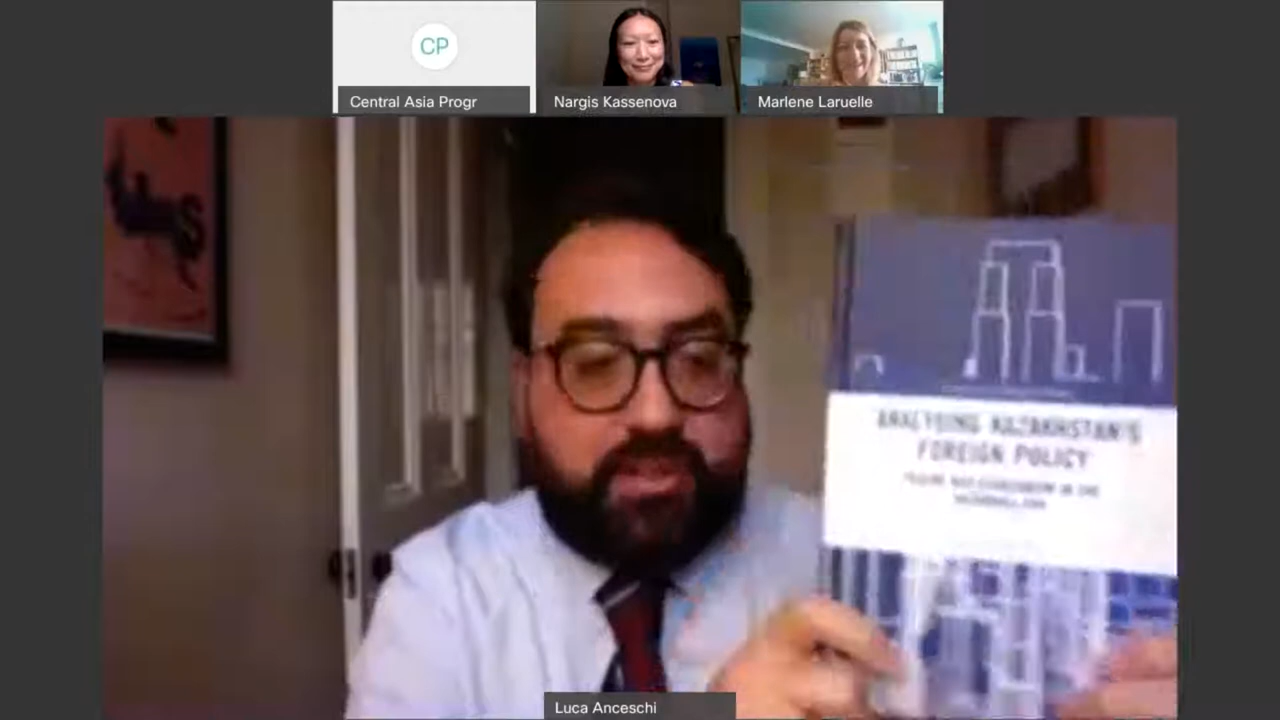 CP
Central Asia Progr
Nargis Kassenova
Marlene Laruelle
ANALYSING KAZAKHSTAN'S
FOREIGN POLICY
Luca Anceschi